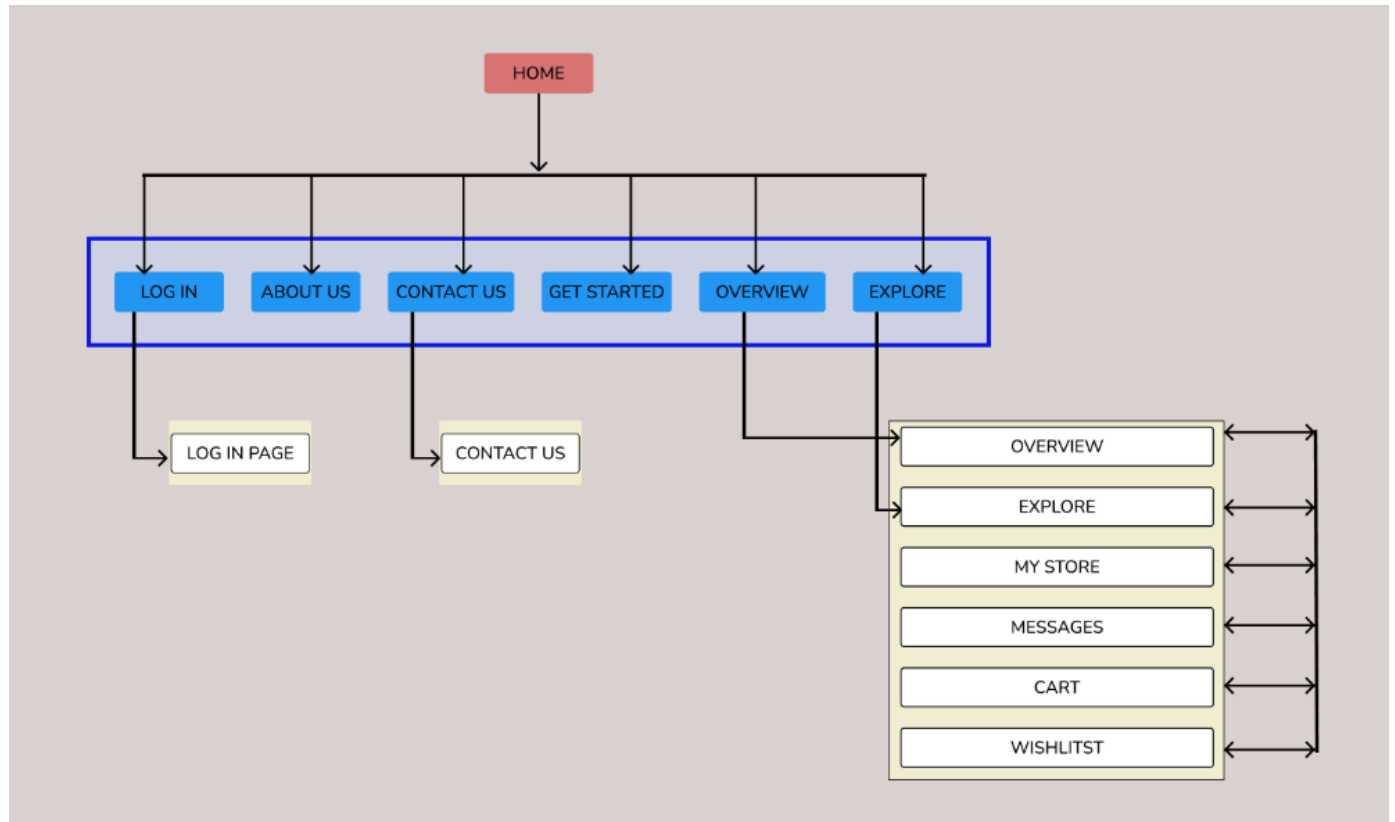 HOME
LOG IN
ABOUT US
CONTACT US
GET STARTED
OVERVIEW
EXPLORE
LOG IN PAGE
CONTACT US
OVERVIEW
EXPLORE
MY STORE
MESSAGES
CART
WISHLITST